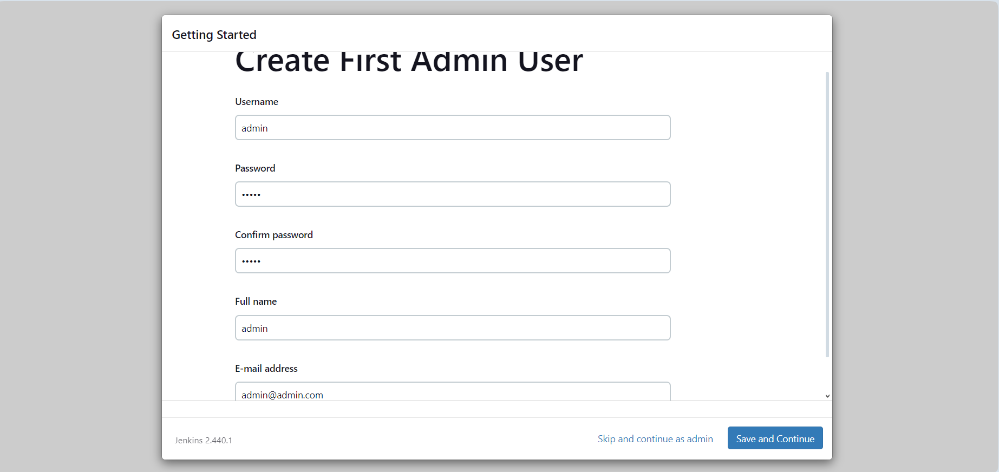 Getting Started
Create First Admin User
Username
admin
Password
•••••
Confirm password
•••••
Full name
admin
E-mail address
admin@admin.com
Jenkins 2.440.1
Skip and continue as admin
Save and Continue